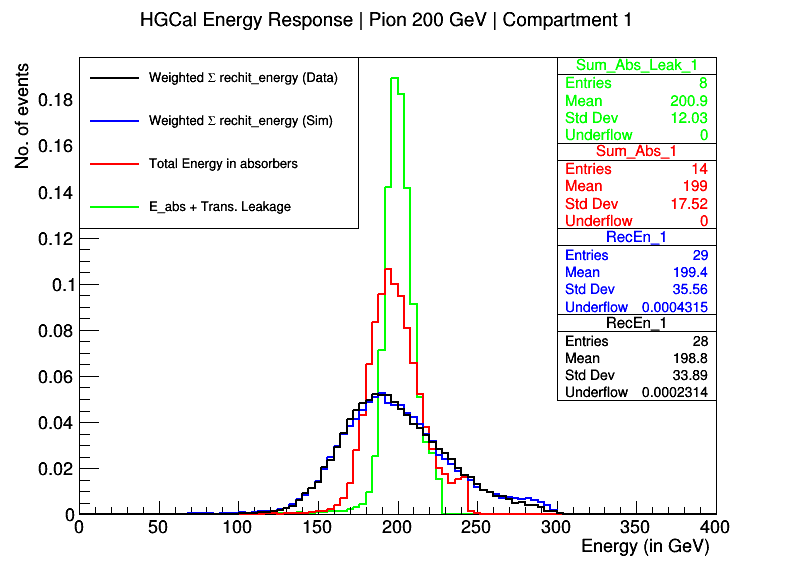 HGCal Energy Response | Pion 200 GeV | Compartment 1
No. of events
Weighted Σ rechit_energy (Data)
Weighted Σ rechit_energy (Sim)
Total Energy in absorbers
E_abs + Trans. Leakage
Sum_Abs_Leak_1
Entries 8
Mean 200.9
Std Dev 12.03
Underflow 0
Sum_Abs_1
Entries 14
Mean 199
Std Dev 17.52
Underflow 0
RecEn_1
Entries 29
Mean 199.4
Std Dev 35.56
Underflow 0.0004315
RecEn_1
Entries 28
Mean 198.8
Std Dev 33.89
Underflow 0.0002314
0.18
0.16
0.14
0.12
0.1
0.08
0.06
0.04
0.02
0
0 50 100 150 200 250 300 350 400
Energy (in GeV)